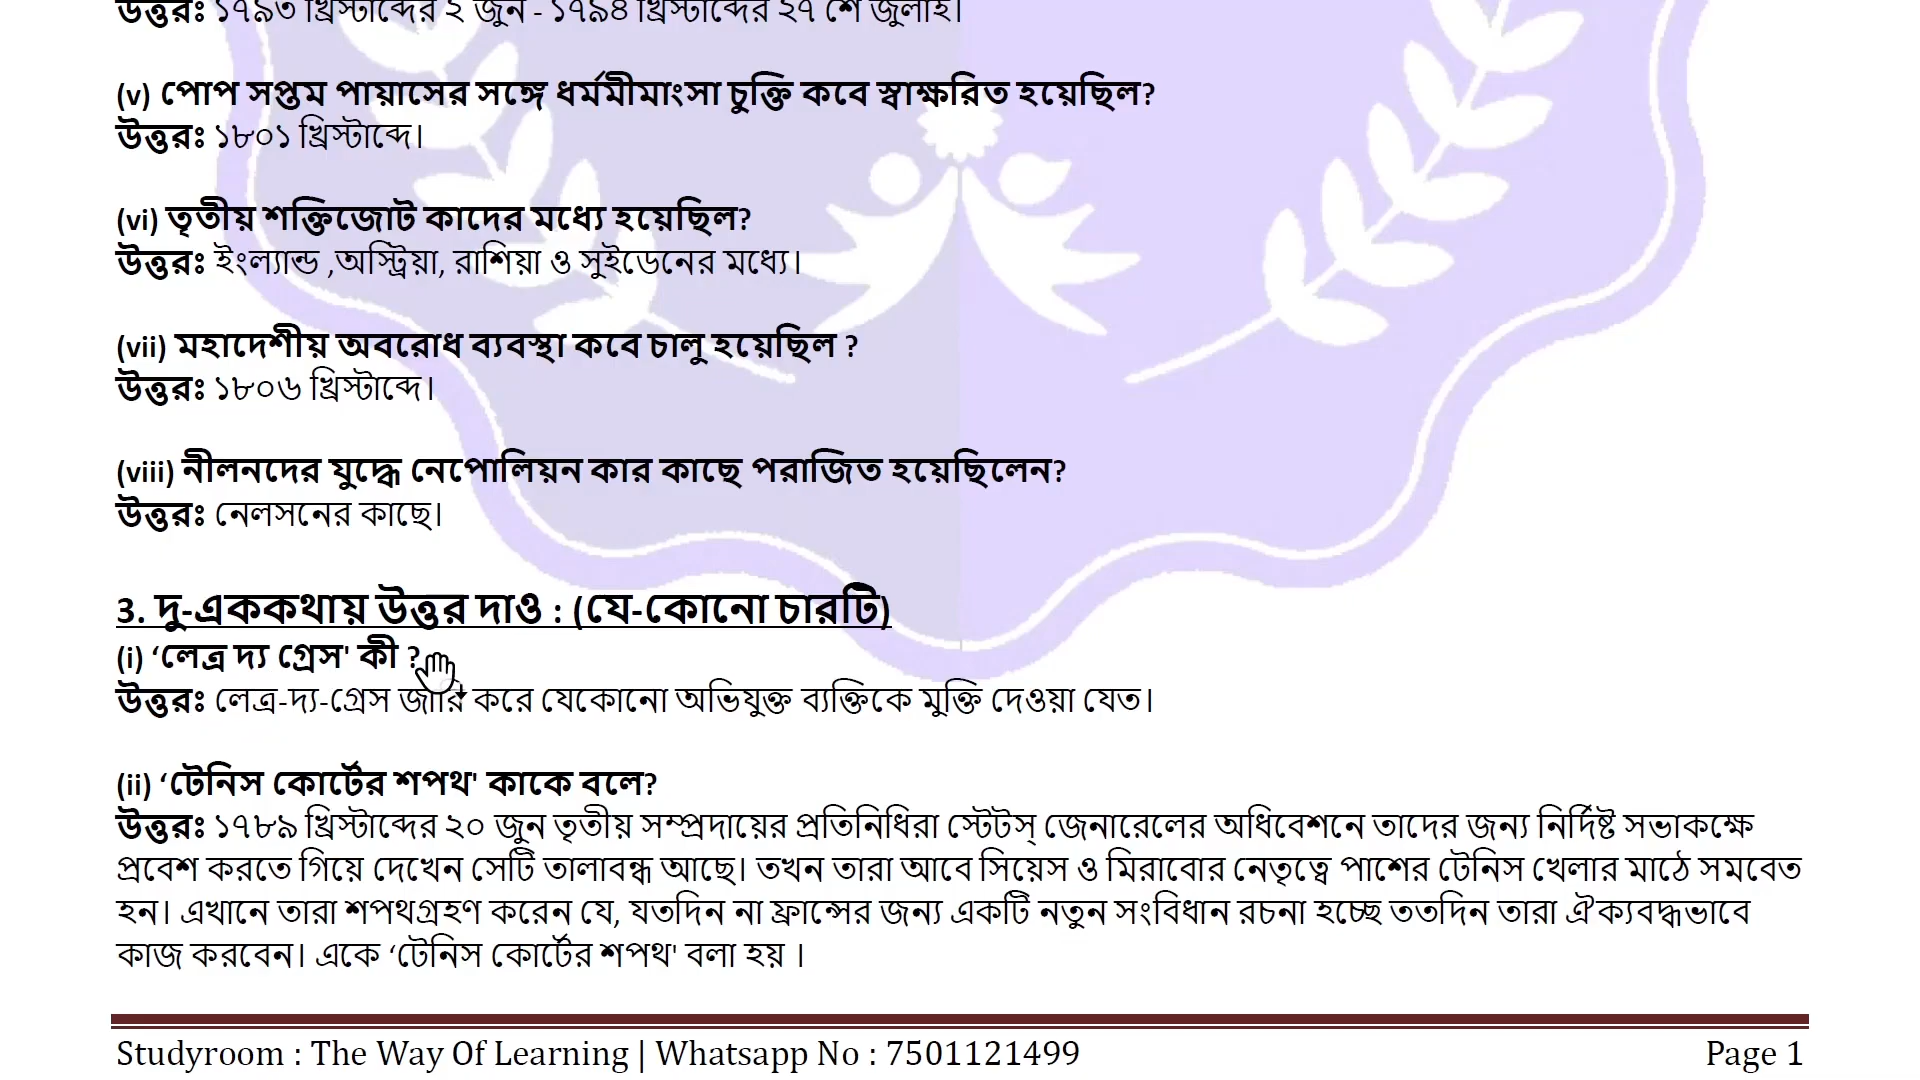 উত্তরঃ ১৭৯৩ খ্রিস্টাব্দের ২ জুন - ১৭৯৪ খ্রিস্টাব্দের ২৭ শে জুলাই।
(v) পোপ সপ্তম পায়াসের সঙ্গে ধর্মমীমাংসা চুক্তি কবে স্বাক্ষরিত হয়েছিল?
উত্তরঃ ১৮০১ খ্রিস্টাব্দে।
(vi) তৃতীয় শক্তিজোট কাদের মধ্যে হয়েছিল?
উত্তরঃ ইংল্যান্ড ,অস্ট্রিয়া, রাশিয়া ও সুইডেনের মধ্যে।
(vii) মহাদেশীয় অবরোধ ব্যবস্থা কবে চালু হয়েছিল ?
উত্তরঃ ১৮০৬ খ্রিস্টাব্দে।
(viii) নীলনদের যুদ্ধে নেপোলিয়ন কার কাছে পরাজিত হয়েছিলেন?
উত্তরঃ নেলসনের কাছে।
3. দু-এককথায় উত্তর দাও : (যে-কোনো চারটি)
(i) ‘লেত্র দ্য গ্রেস' কী ?
উত্তরঃ লেত্র-দ্য-গ্রেস জারি করে যেকোনো অভিযুক্ত ব্যক্তিকে মুক্তি দেওয়া যেত।
(ii) ‘টেনিস কোর্টের শপথ' কাকে বলে?
উত্তরঃ ১৭৮৯ খ্রিস্টাব্দের ২০ জুন তৃতীয় সম্প্রদায়ের প্রতিনিধিরা স্টেটস্ জেনারেলের অধিবেশনে তাদের জন্য নির্দিষ্ট সভাকক্ষে
প্রবেশ করতে গিয়ে দেখেন সেটি তালাবন্ধ আছে। তখন তারা আবে সিয়েস ও মিরাবোর নেতৃত্বে পাশের টেনিস খেলার মাঠে সমবেত
হন। এখানে তারা শপথগ্রহণ করেন যে, যতদিন না ফ্রান্সের জন্য একটি নতুন সংবিধান রচনা হচ্ছে ততদিন তারা ঐক্যবদ্ধভাবে
কাজ করবেন। একে ‘টেনিস কোর্টের শপথ' বলা হয় ।
Studyroom : The Way Of Learning | Whatsapp No : 7501121499
Page 1